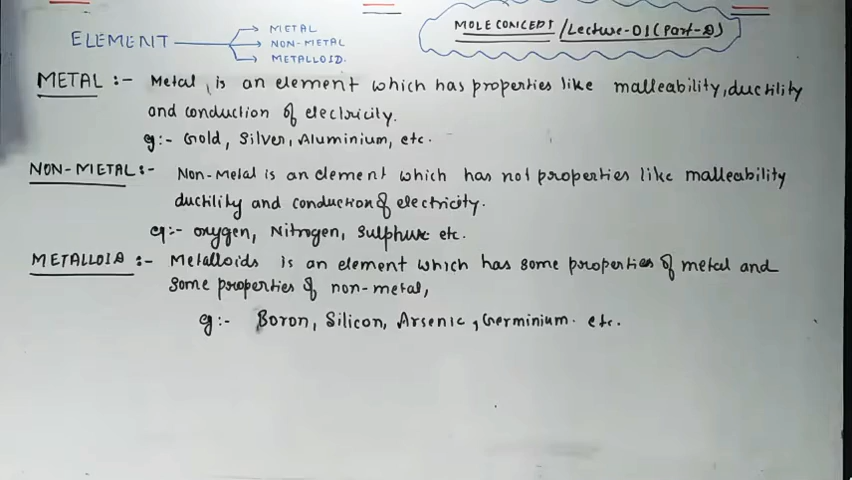 MOLE CONCEPT /Lecture-01 (Part-2)
ELEMENT
METAL
NON-METAL
METALLOID.
METAL :- Metal, is an element which has properties like malleability, ductility
and conduction of electricity.
eg:- Gold, Silver, Aluminium, etc.
NON-METAL:- Non-Metal is an element which has not properties like malleability
ductility and conduction of electricity.
eg:- oxygen, Nitrogen, Sulphur etc.
METALLOID :- Metalloids is an element which has some properties of metal and
some properties of non-metal,
eg:- Boron, Silicon, Arsenic, Germinium. etc.